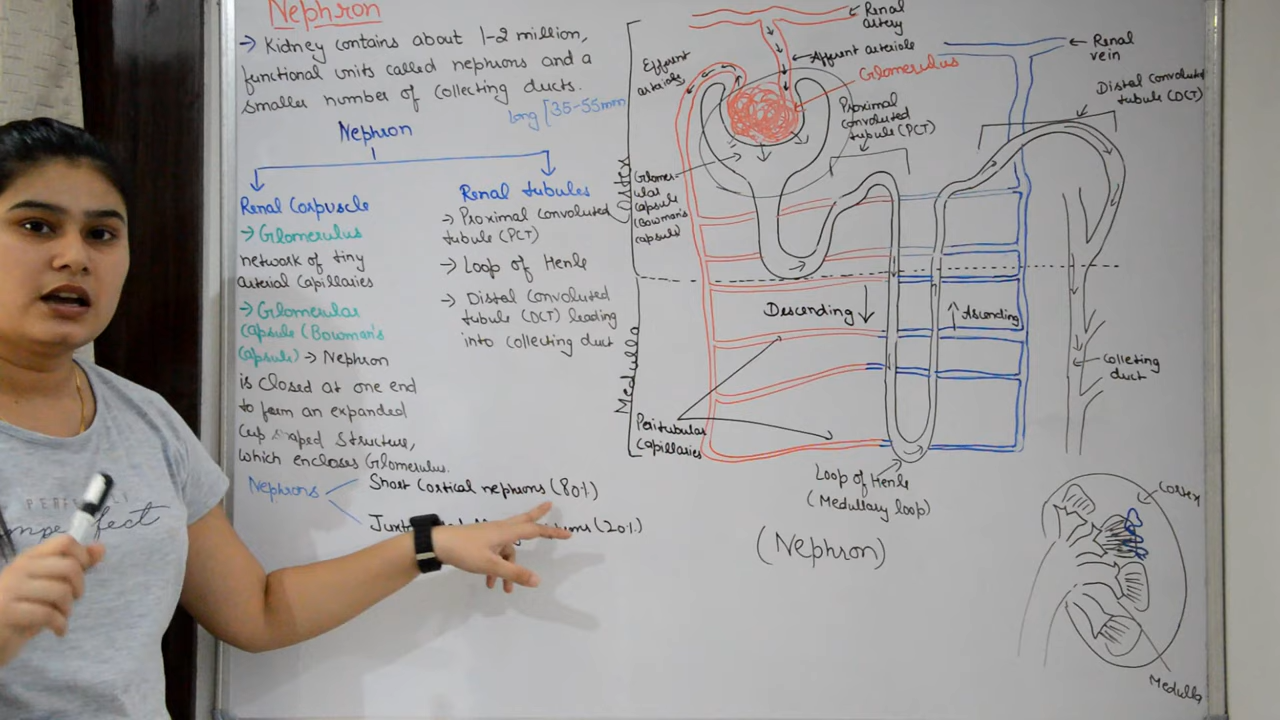 Nephron
→ Kidney contains about 1-2 million,
functional units called nephrons and a
smaller number of collecting ducts.
long [35-55mm
Nephron
Renal Corpuscle
→ Glomerulus
network of tiny
arterial capillaries
→ Glomerular
capsule (Bowman's
capsule) → Nephron
is closed at one end
to form an expanded
cup shaped structure,
which encloses Glomerulus.
Renal tubules
→ Proximal convoluted
tubule (PCT)
→ Loop of Henle
→ Distal convoluted
tubule (DCT) leading
into collecting duct
Nephrons
Short cortical nephrons (80%)
(20%)
Renal
artery
Afferent arteriole
Efferent
arteriole
Glomerulus
Renal
vein
Distal convoluted
tubule (DCT)
Proximal
convoluted
tubule (PCT)
Cortex
Glomer-
ular
capsule
(Bowman's
capsule)
Descending
Ascending
Medulla
Colleting
duct
Peritubular
capillaries
Loop of Henle
(Medullary loop)
(Nephron)
Cortex
Medulla
PERFECTLY
imperfect